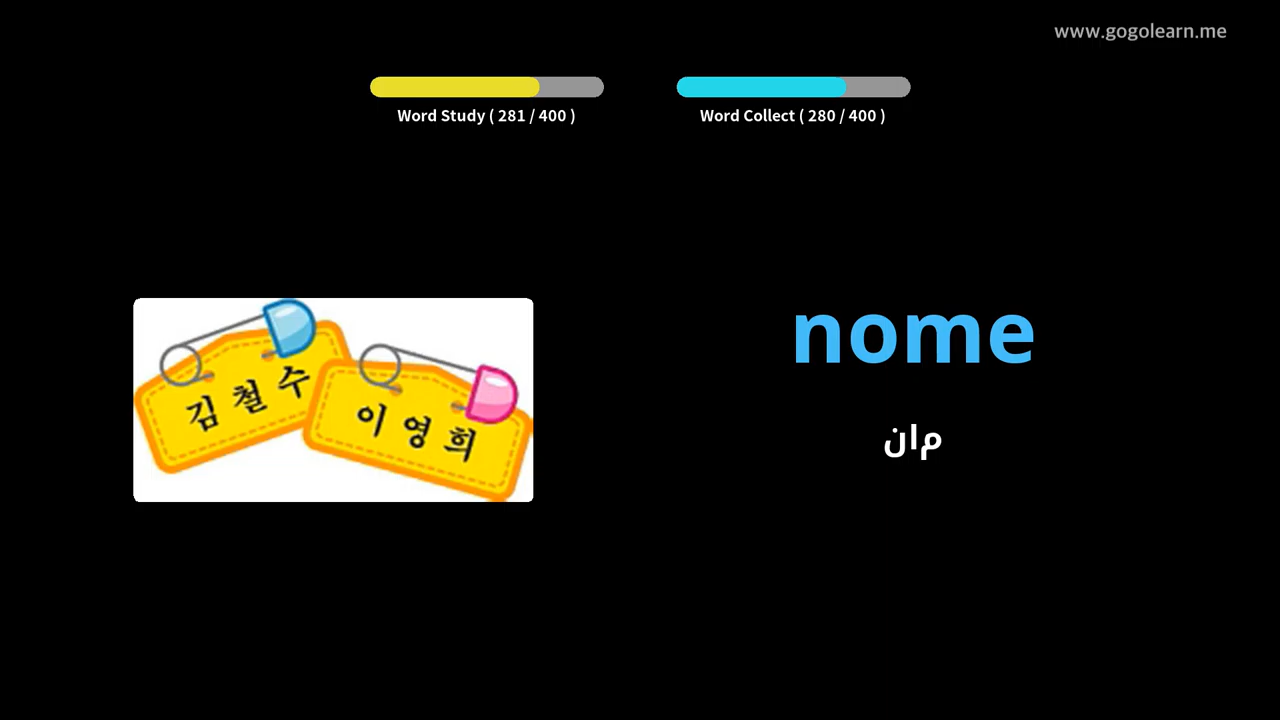 www.gogolearn.me
Word Study ( 281 / 400 )
Word Collect ( 280 / 400 )
김철수
이영희
nome
مان